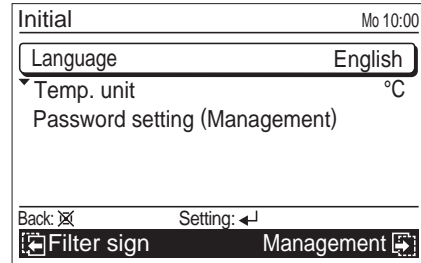 Initial Mo 10:00
Language English
Temp. unit °C
Password setting (Management)
Back: Setting:
Filter sign Management